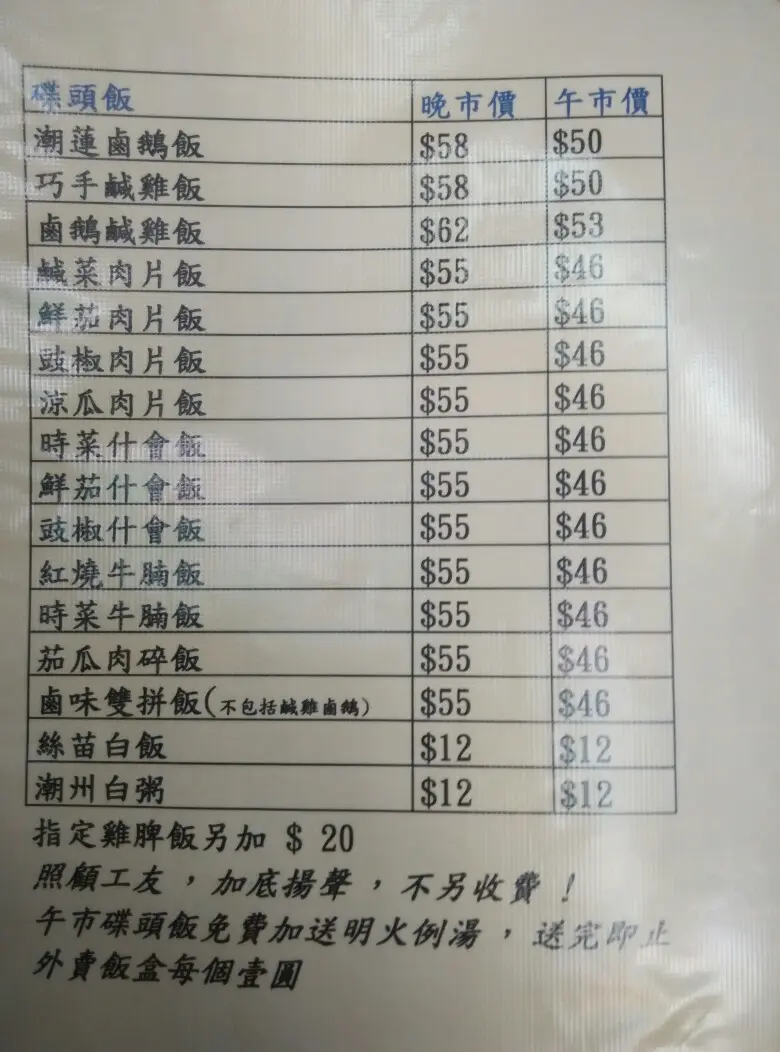 碟頭飯 晚市價 午市價
潮蓮鹵鵝飯 $58 $50
巧手鹹雞飯 $58 $50
鹵鵝鹹雞飯 $62 $53
鹹菜肉片飯 $55 $46
鮮茄肉片飯 $55 $46
豉椒肉片飯 $55 $46
涼瓜肉片飯 $55 $46
時菜什會飯 $55 $46
鮮茄什會飯 $55 $46
豉椒什會飯 $55 $46
紅燒牛腩飯 $55 $46
時菜牛腩飯 $55 $46
茄瓜肉碎飯 $55 $46
鹵味雙拼飯(不包括鹹雞鹵鵝) $55 $46
絲苗白飯 $12 $12
潮州白粥 $12 $12
指定雞脾飯另加 $ 20
照顧工友，加底揚聲，不另收費！
午市碟頭飯免費加送明火例湯，送完即止
外賣飯盒每個壹圓